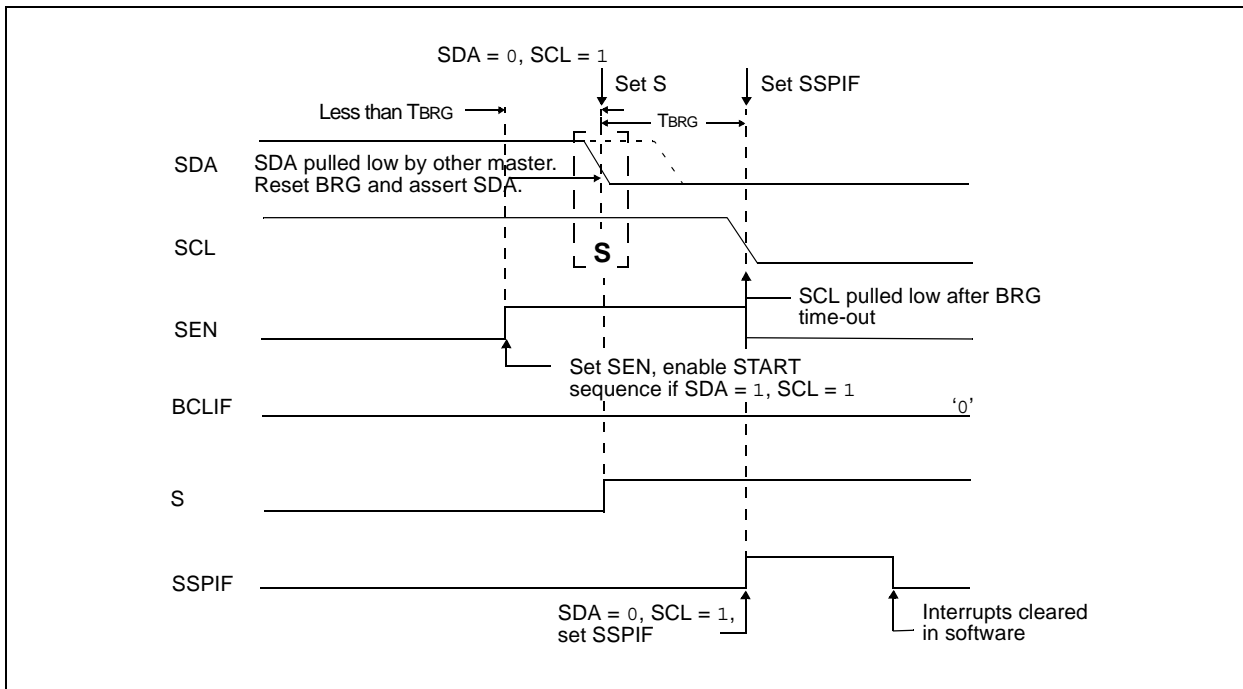 SDA = 0, SCL = 1
Set S
Set SSPIF
Less than TBRG
TBRG
SDA
SDA pulled low by other master.
Reset BRG and assert SDA.
SCL
S
SCL pulled low after BRG
time-out
SEN
Set SEN, enable START
sequence if SDA = 1, SCL = 1
BCLIF
‘0’
S
SSPIF
SDA = 0, SCL = 1,
set SSPIF
Interrupts cleared
in software